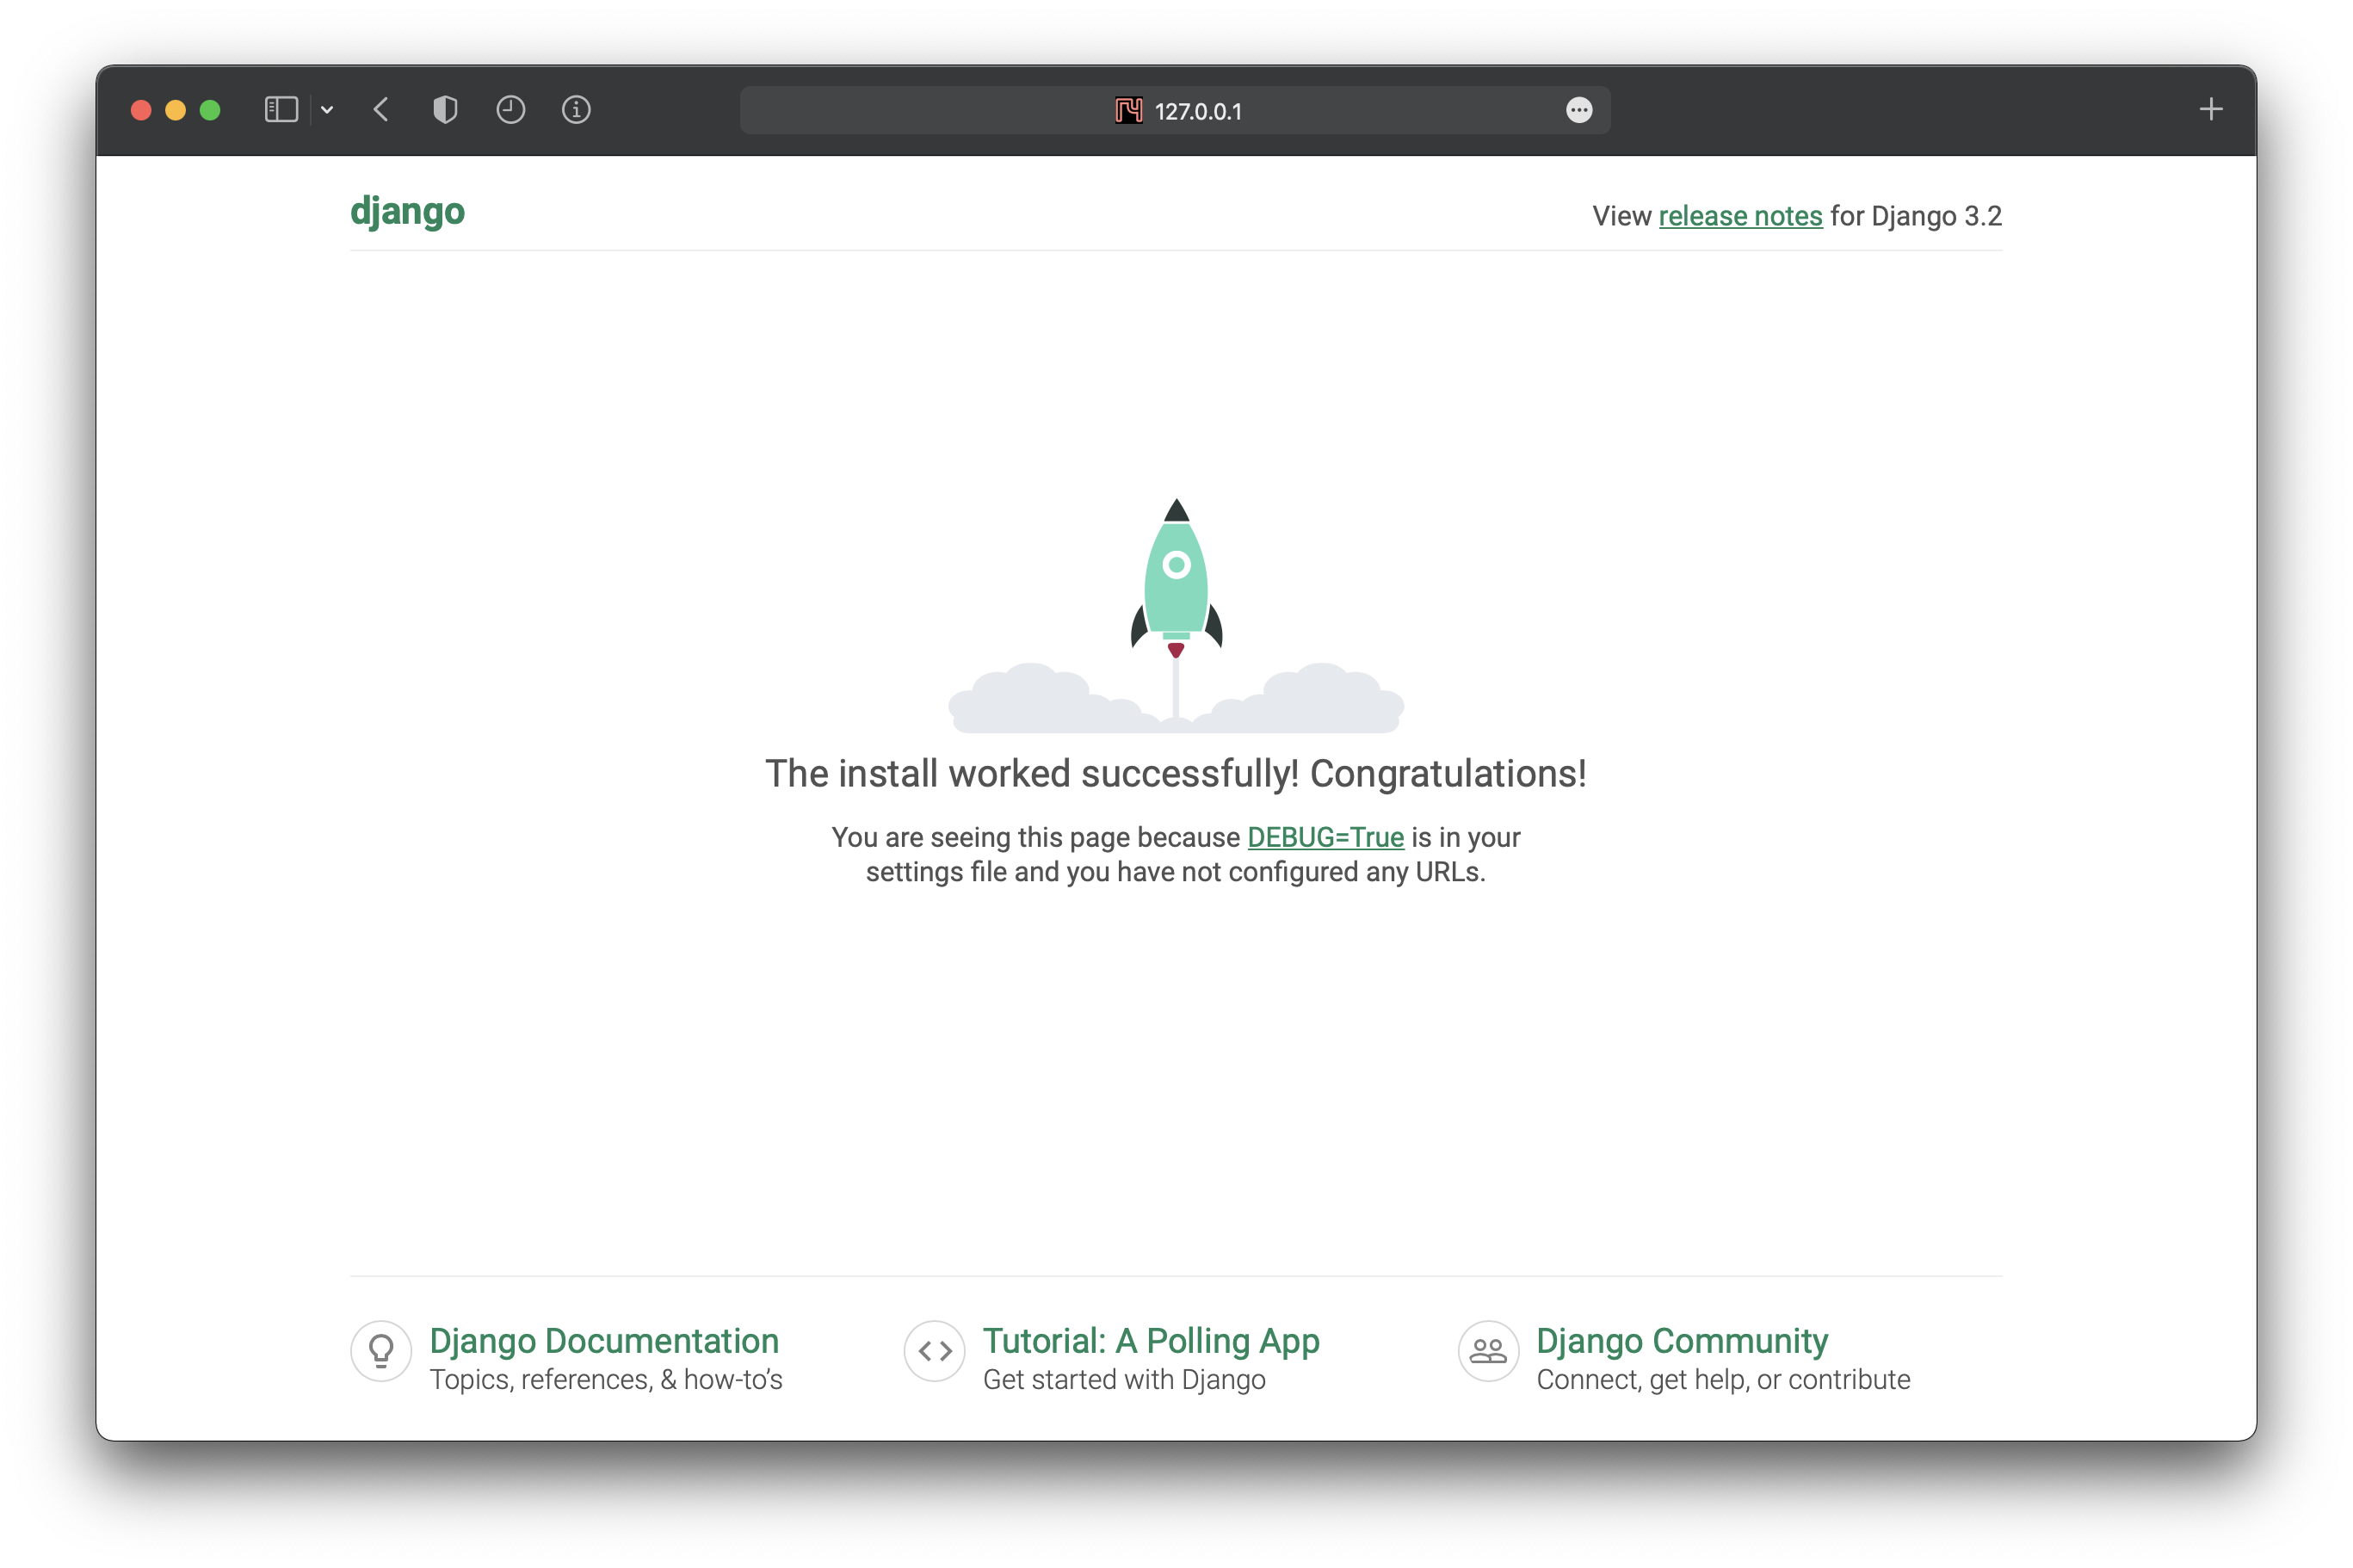 127.0.0.1
django
View release notes for Django 3.2
The install worked successfully! Congratulations!
You are seeing this page because DEBUG=True is in your
settings file and you have not configured any URLs.
Django Documentation
Topics, references, & how-to’s
Tutorial: A Polling App
Get started with Django
Django Community
Connect, get help, or contribute